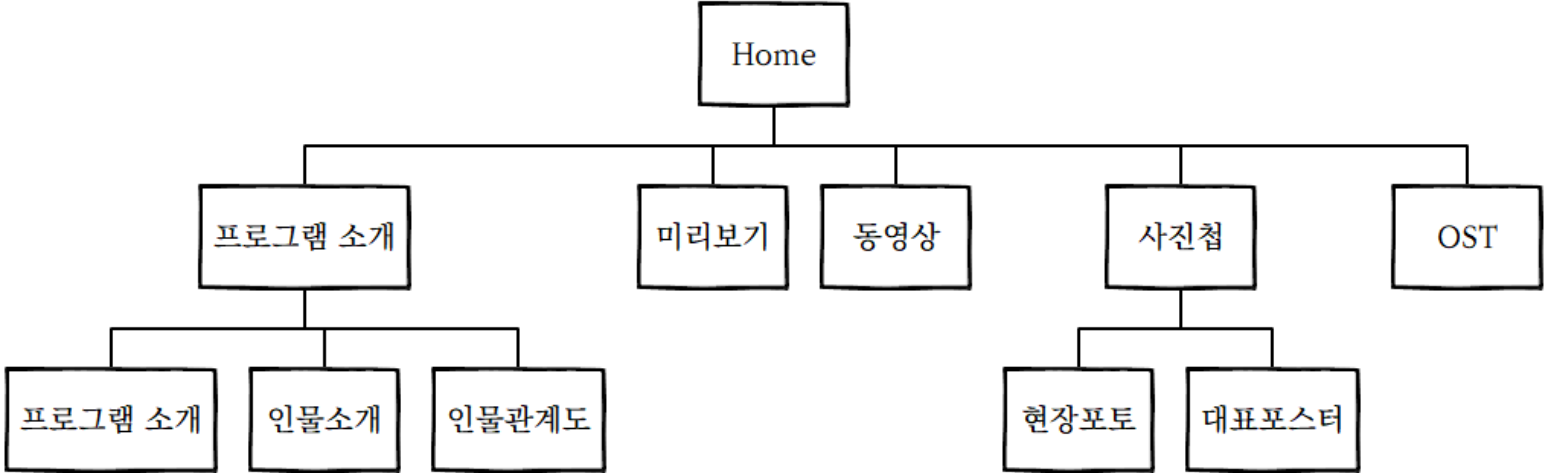 Home
프로그램 소개
미리보기
동영상
사진첩
OST
프로그램 소개
인물소개
인물관계도
현장포토
대표포스터